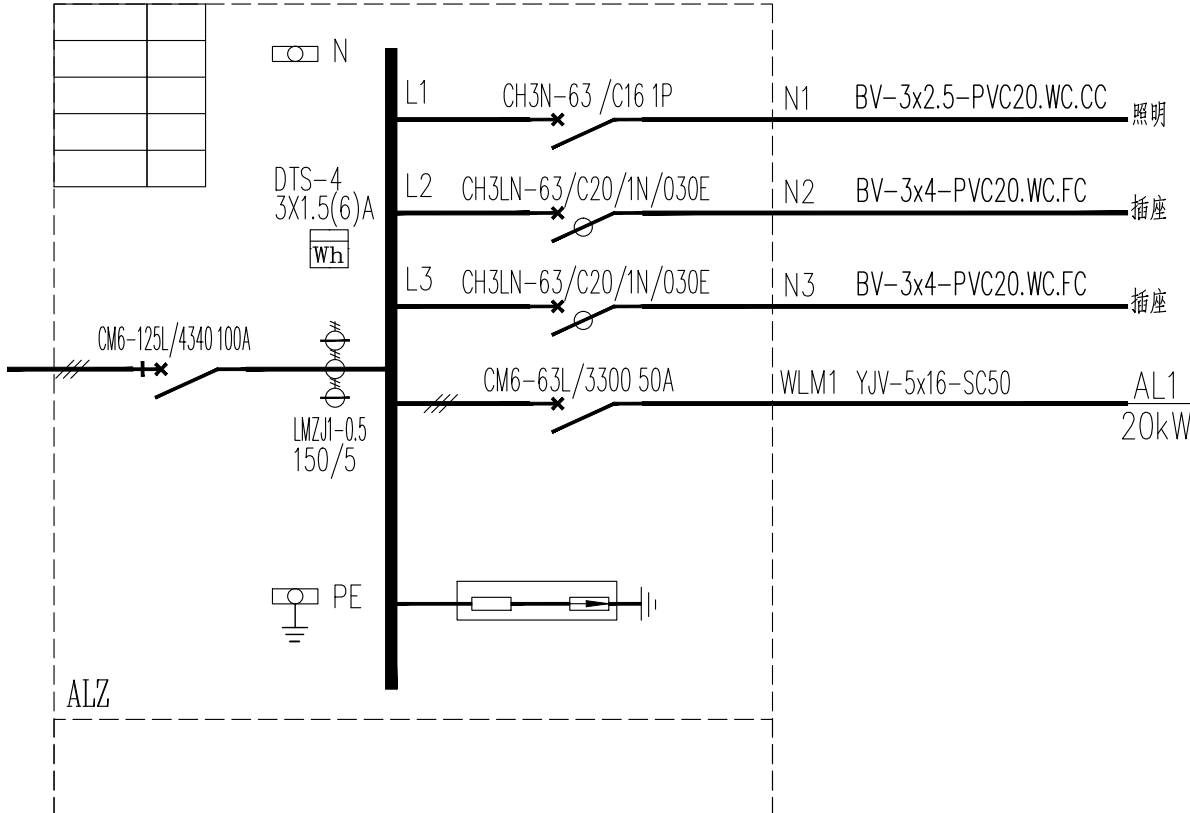 N
L1 CH3N-63 /C16 1P N1 BV-3x2.5-PVC20.WC.CC 照明
DTS-4
3X1.5(6)A
Wh
L2 CH3LN-63/C20/1N/030E N2 BV-3x4-PVC20.WC.FC 插座
L3 CH3LN-63/C20/1N/030E N3 BV-3x4-PVC20.WC.FC 插座
CM6-125L/4340 100A
CM6-63L/3300 50A WLM1 YJV-5x16-SC50 AL1
20kW
LMZJ1-0.5
150/5
PE
ALZ